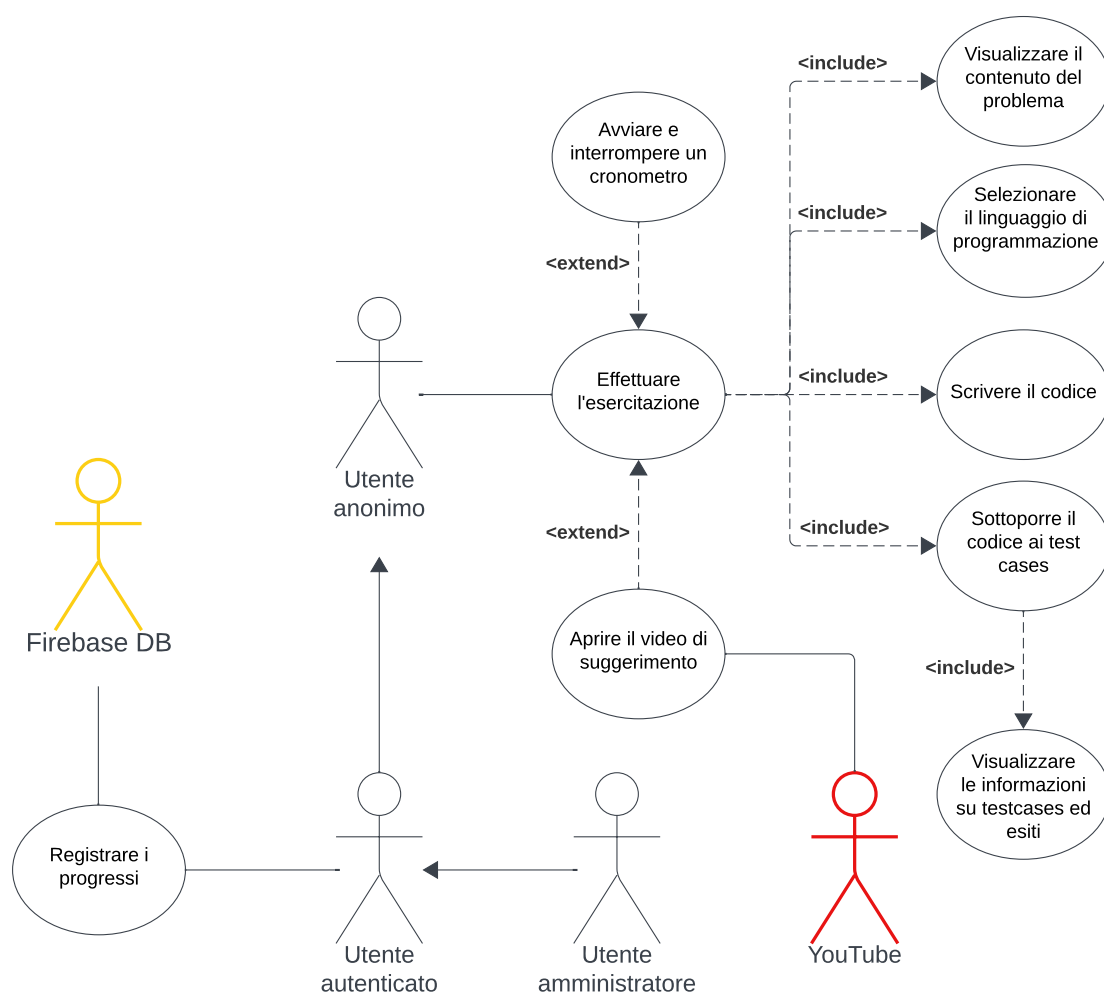 Visualizzare il
contenuto del
problema
<include>
Avviare e
interrompere un
cronometro
Selezionare
il linguaggio di
programmazione
<include>
<extend>
Effettuare
l'esercitazione
<include>
Scrivere il codice
Utente
anonimo
<extend>
<include>
Sottoporre il
codice ai test
cases
Firebase DB
Aprire il video di
suggerimento
<include>
Visualizzare
le informazioni
su testcases ed
esiti
Registrare i
progressi
Utente
autenticato
Utente
amministratore
YouTube